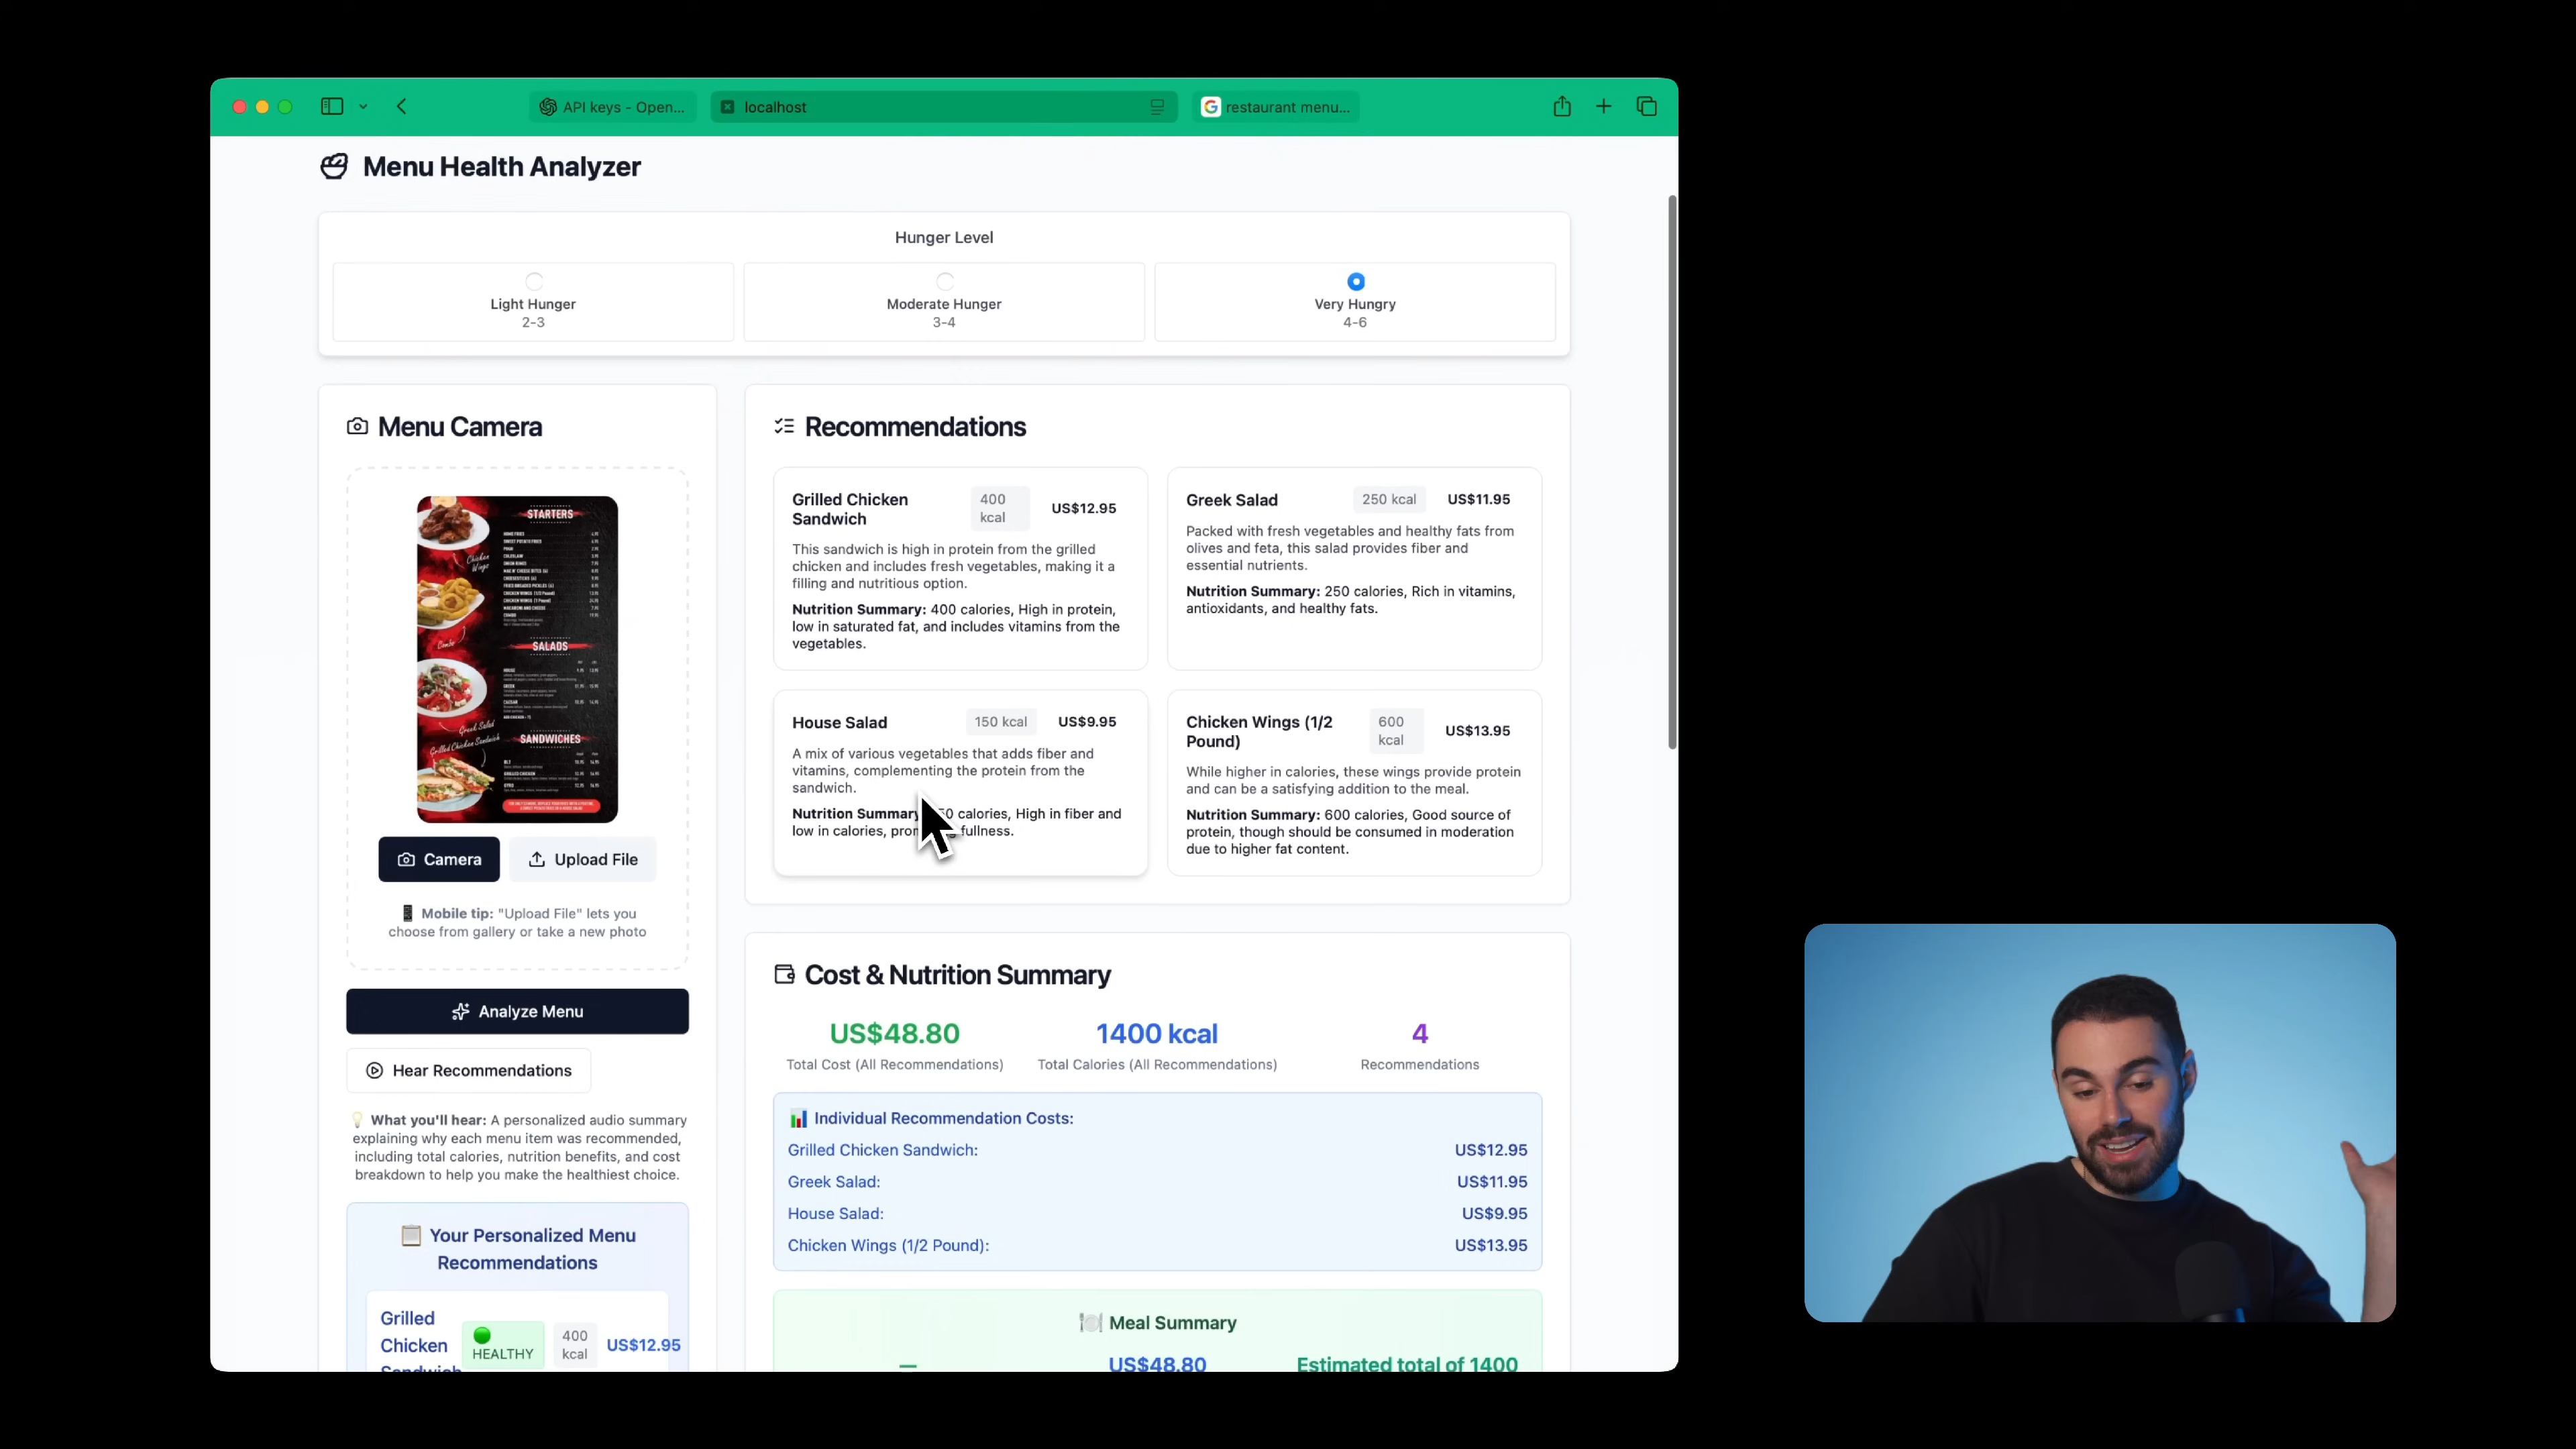 API keys - Open...
localhost
restaurant menu...
Menu Health Analyzer
Hunger Level
Light Hunger
2-3
Moderate Hunger
3-4
Very Hungry
4-6
Menu Camera
STARTERS
Chicken
Wings
Combo
SALADS
Greek Salad
Grilled Chicken Sandwich
SANDWICHES
Camera
Upload File
Mobile tip: "Upload File" lets you
choose from gallery or take a new photo
Analyze Menu
Hear Recommendations
What you'll hear: A personalized audio summary
explaining why each menu item was recommended,
including total calories, nutrition benefits, and cost
breakdown to help you make the healthiest choice.
Your Personalized Menu
Recommendations
Grilled
Chicken
Sandwich
HEALTHY
400
kcal
US$12.95
Recommendations
Grilled Chicken
Sandwich
400
kcal
US$12.95
This sandwich is high in protein from the grilled
chicken and includes fresh vegetables, making it a
filling and nutritious option.
Nutrition Summary: 400 calories, High in protein,
low in saturated fat, and includes vitamins from the
vegetables.
Greek Salad
250 kcal
US$11.95
Packed with fresh vegetables and healthy fats from
olives and feta, this salad provides fiber and
essential nutrients.
Nutrition Summary: 250 calories, Rich in vitamins,
antioxidants, and healthy fats.
House Salad
150 kcal
US$9.95
A mix of various vegetables that adds fiber and
vitamins, complementing the protein from the
sandwich.
Nutrition Summary calories, High in fiber and
low in calories, fullness.
Chicken Wings (1/2
Pound)
600
kcal
US$13.95
While higher in calories, these wings provide protein
and can be a satisfying addition to the meal.
Nutrition Summary: 600 calories, Good source of
protein, though should be consumed in moderation
due to higher fat content.
Cost & Nutrition Summary
US$48.80
Total Cost (All Recommendations)
1400 kcal
Total Calories (All Recommendations)
4
Recommendations
Individual Recommendation Costs:
Grilled Chicken Sandwich: US$12.95
Greek Salad: US$11.95
House Salad: US$9.95
Chicken Wings (1/2 Pound): US$13.95
Meal Summary
US$48.80
Estimated total of 1400